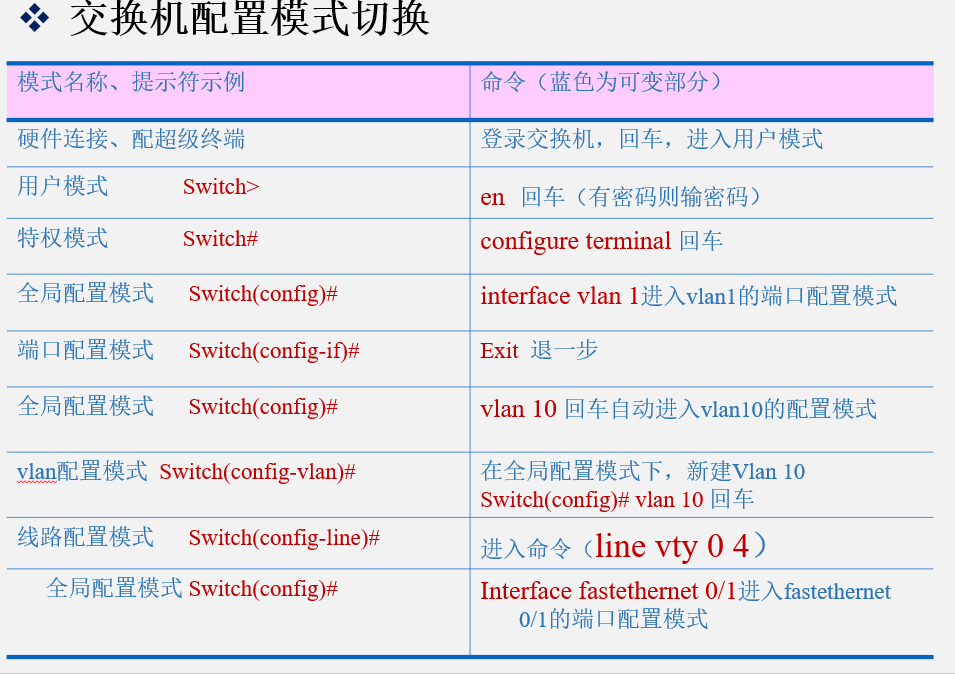 交换机配置模式切换
模式名称、提示符示例
命令（蓝色为可变部分）
硬件连接、配超级终端
登录交换机，回车，进入用户模式
用户模式 Switch>
en 回车（有密码则输密码）
特权模式 Switch#
configure terminal 回车
全局配置模式 Switch(config)#
interface vlan 1进入vlan1的端口配置模式
端口配置模式 Switch(config-if)#
Exit 退一步
全局配置模式 Switch(config)#
vlan 10 回车自动进入vlan10的配置模式
vlan配置模式 Switch(config-vlan)#
在全局配置模式下，新建Vlan 10
Switch(config)# vlan 10 回车
线路配置模式 Switch(config-line)#
进入命令（line vty 0 4）
全局配置模式 Switch(config)#
Interface fastethernet 0/1进入fastethernet
0/1的端口配置模式